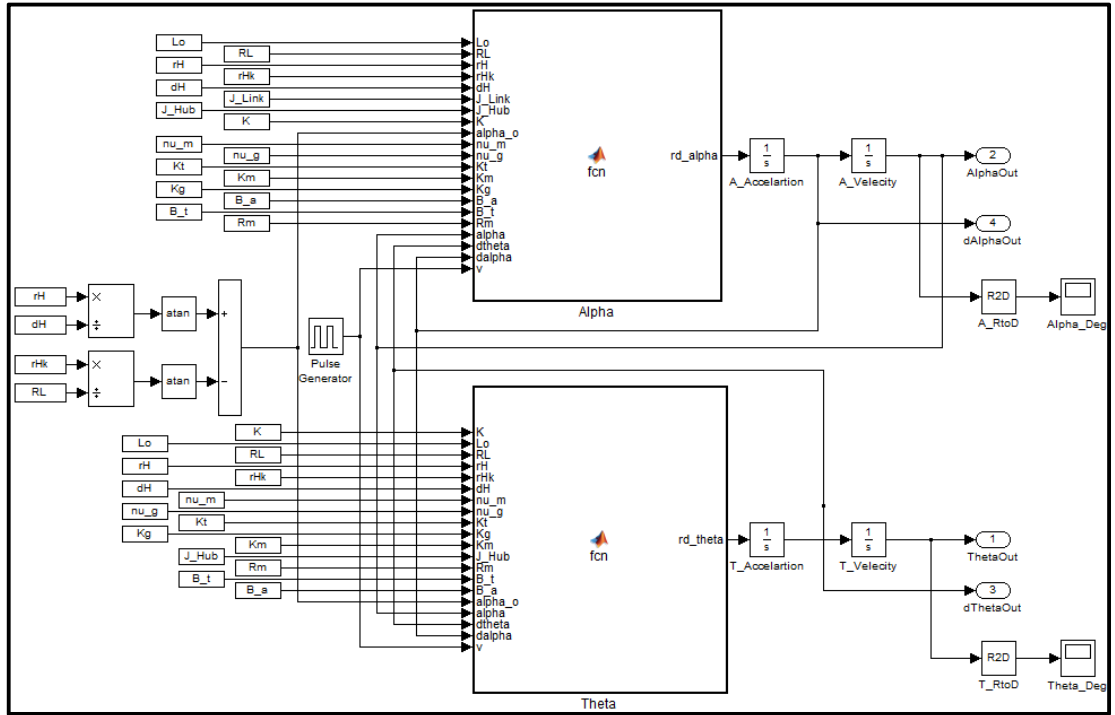 Lo
RL
rH
rHk
dH
J_Link
J_Hub
K
nu_m
nu_g
Kt
Km
Kg
B_a
B_t
Rm
Lo
RL
rH
rHk
dH
J_Link
J_Hub
K
alpha_o
nu_m
nu_g
Kt
Km
Kg
B_a
B_t
Rm
alpha
dtheta
dalpha
v
fcn
rd_alpha
Alpha
1
s
A_Accelartion
1
s
A_Velecity
2
AlphaOut
4
dAlphaOut
R2D
A_RtoD
Alpha_Deg
rH
dH
×
÷
atan
+
rHk
RL
×
÷
atan
−
Pulse
Generator
K
Lo
RL
rH
rHk
dH
nu_m
nu_g
Kt
Kg
Km
J_Hub
Rm
B_t
B_a
K
Lo
RL
rH
rHk
dH
nu_m
nu_g
Kt
Kg
Km
J_Hub
Rm
B_t
B_a
alpha_o
alpha
dtheta
dalpha
v
fcn
rd_theta
Theta
1
s
T_Accelartion
1
s
T_Velecity
1
ThetaOut
3
dThetaOut
R2D
T_RtoD
Theta_Deg